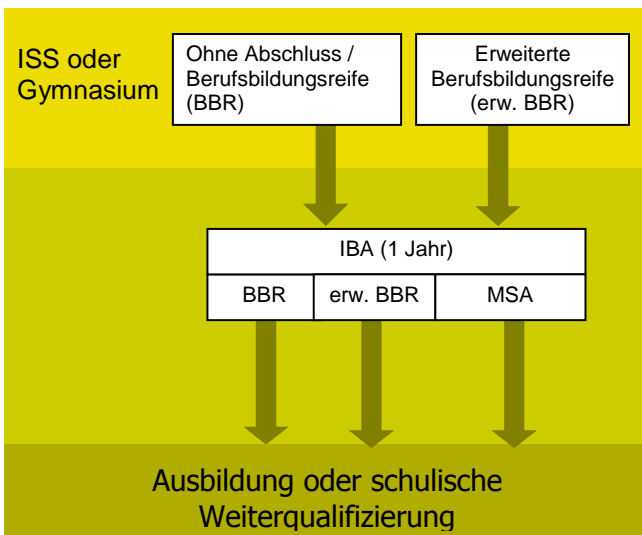 ISS oder
Gymnasium
Ohne Abschluss /
Berufsbildungsreife
(BBR)
Erweiterte
Berufsbildungsreife
(erw. BBR)
IBA (1 Jahr)
BBR
erw. BBR
MSA
Ausbildung oder schulische
Weiterqualifizierung